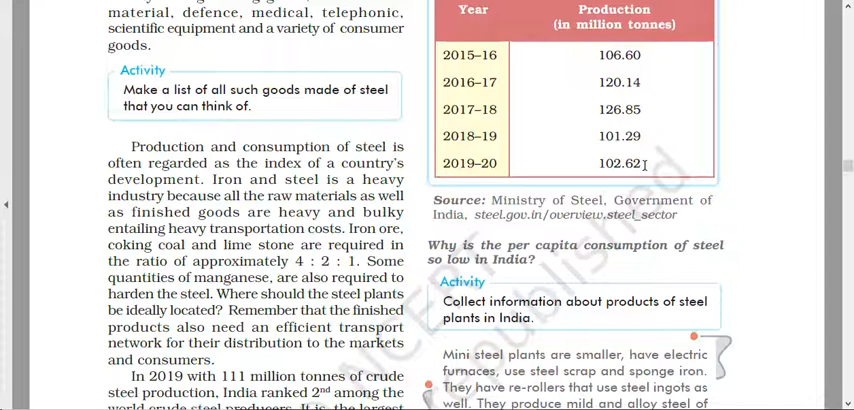 material, defence, medical, telephonic,
scientific equipment and a variety of consumer
goods.
Activity
Make a list of all such goods made of steel
that you can think of.
Production and consumption of steel is
often regarded as the index of a country's
development. Iron and steel is a heavy
industry because all the raw materials as well
as finished goods are heavy and bulky
entailing heavy transportation costs. Iron ore,
coking coal and lime stone are required in
the ratio of approximately 4 : 2 : 1. Some
quantities of manganese, are also required to
harden the steel. Where should the steel plants
be ideally located? Remember that the finished
products also need an efficient transport
network for their distribution to the markets
and consumers.
In 2019 with 111 million tonnes of crude
steel production, India ranked 2nd among the
world crude steel producers. It is the largest
Year Production
(in million tonnes)
2015–16 106.60
2016–17 120.14
2017–18 126.85
2018–19 101.29
2019–20 102.62
Source: Ministry of Steel, Government of
India, steel.gov.in/overview.steel_sector
Why is the per capita consumption of steel
so low in India?
Activity
Collect information about products of steel
plants in India.
Mini steel plants are smaller, have electric
furnaces, use steel scrap and sponge iron.
They have re-rollers that use steel ingots as
well. They produce mild and alloy steel of